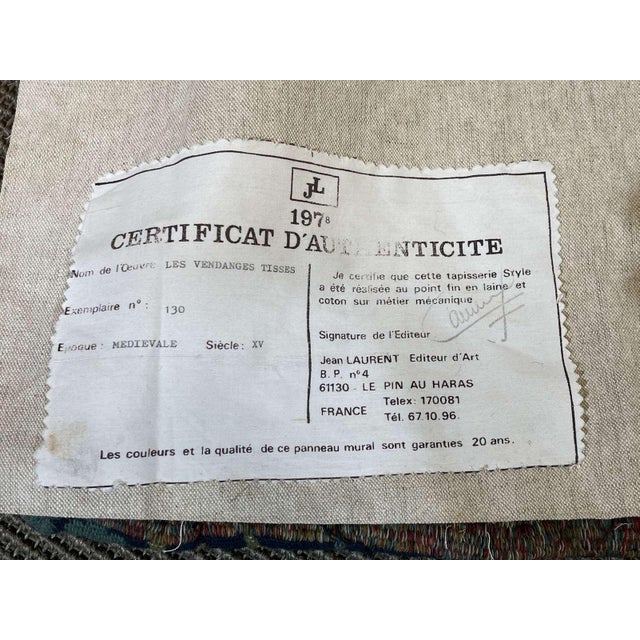 JL
1978
CERTIFICAT D'AUTHENTICITE
Nom de l'Œuvre LES VENDANGES TISSES
Exemplaire n° : 130
Epoque: MEDIEVALE Siècle: XV
Je certifie que cette tapisserie Style
a été réalisée au point fin en laine et
coton sur métier mécanique
Signature de l'Editeur
Jean LAURENT Editeur d'Art
B. P. n°4
61130 - LE PIN AU HARAS
Telex: 170081
FRANCE Tél. 67.10.96.
Les couleurs et la qualité de ce panneau mural sont garanties 20 ans.